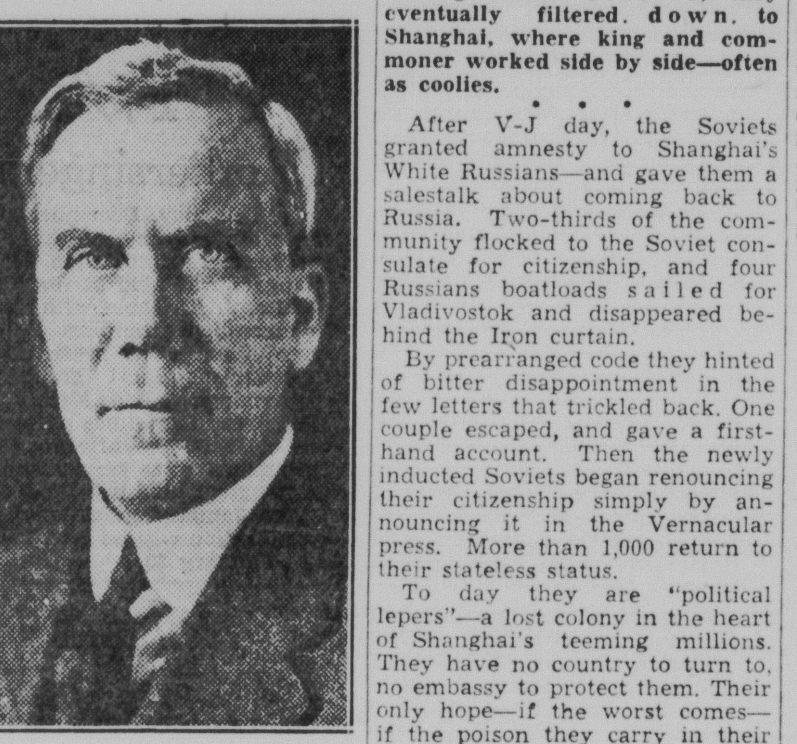 eventually filtered. down. to
Shanghai, where king and com-
moner worked side by side—often
as coolies.
• • •
After V-J day, the Soviets
granted amnesty to Shanghai's
White Russians—and gave them a
salestalk about coming back to
Russia. Two-thirds of the com-
munity flocked to the Soviet con-
sulate for citizenship, and four
Russians boatloads sailed for
Vladivostok and disappeared be-
hind the Iron curtain.
By prearranged code they hinted
of bitter disappointment in the
few letters that trickled back. One
couple escaped, and gave a first-
hand account. Then the newly
inducted Soviets began renouncing
their citizenship simply by an-
nouncing it in the Vernacular
press. More than 1,000 return to
their stateless status.
To day they are “political
lepers”—a lost colony in the heart
of Shanghai's teeming millions.
They have no country to turn to,
no embassy to protect them. Their
only hope—if the worst comes—
if the poison they carry in their